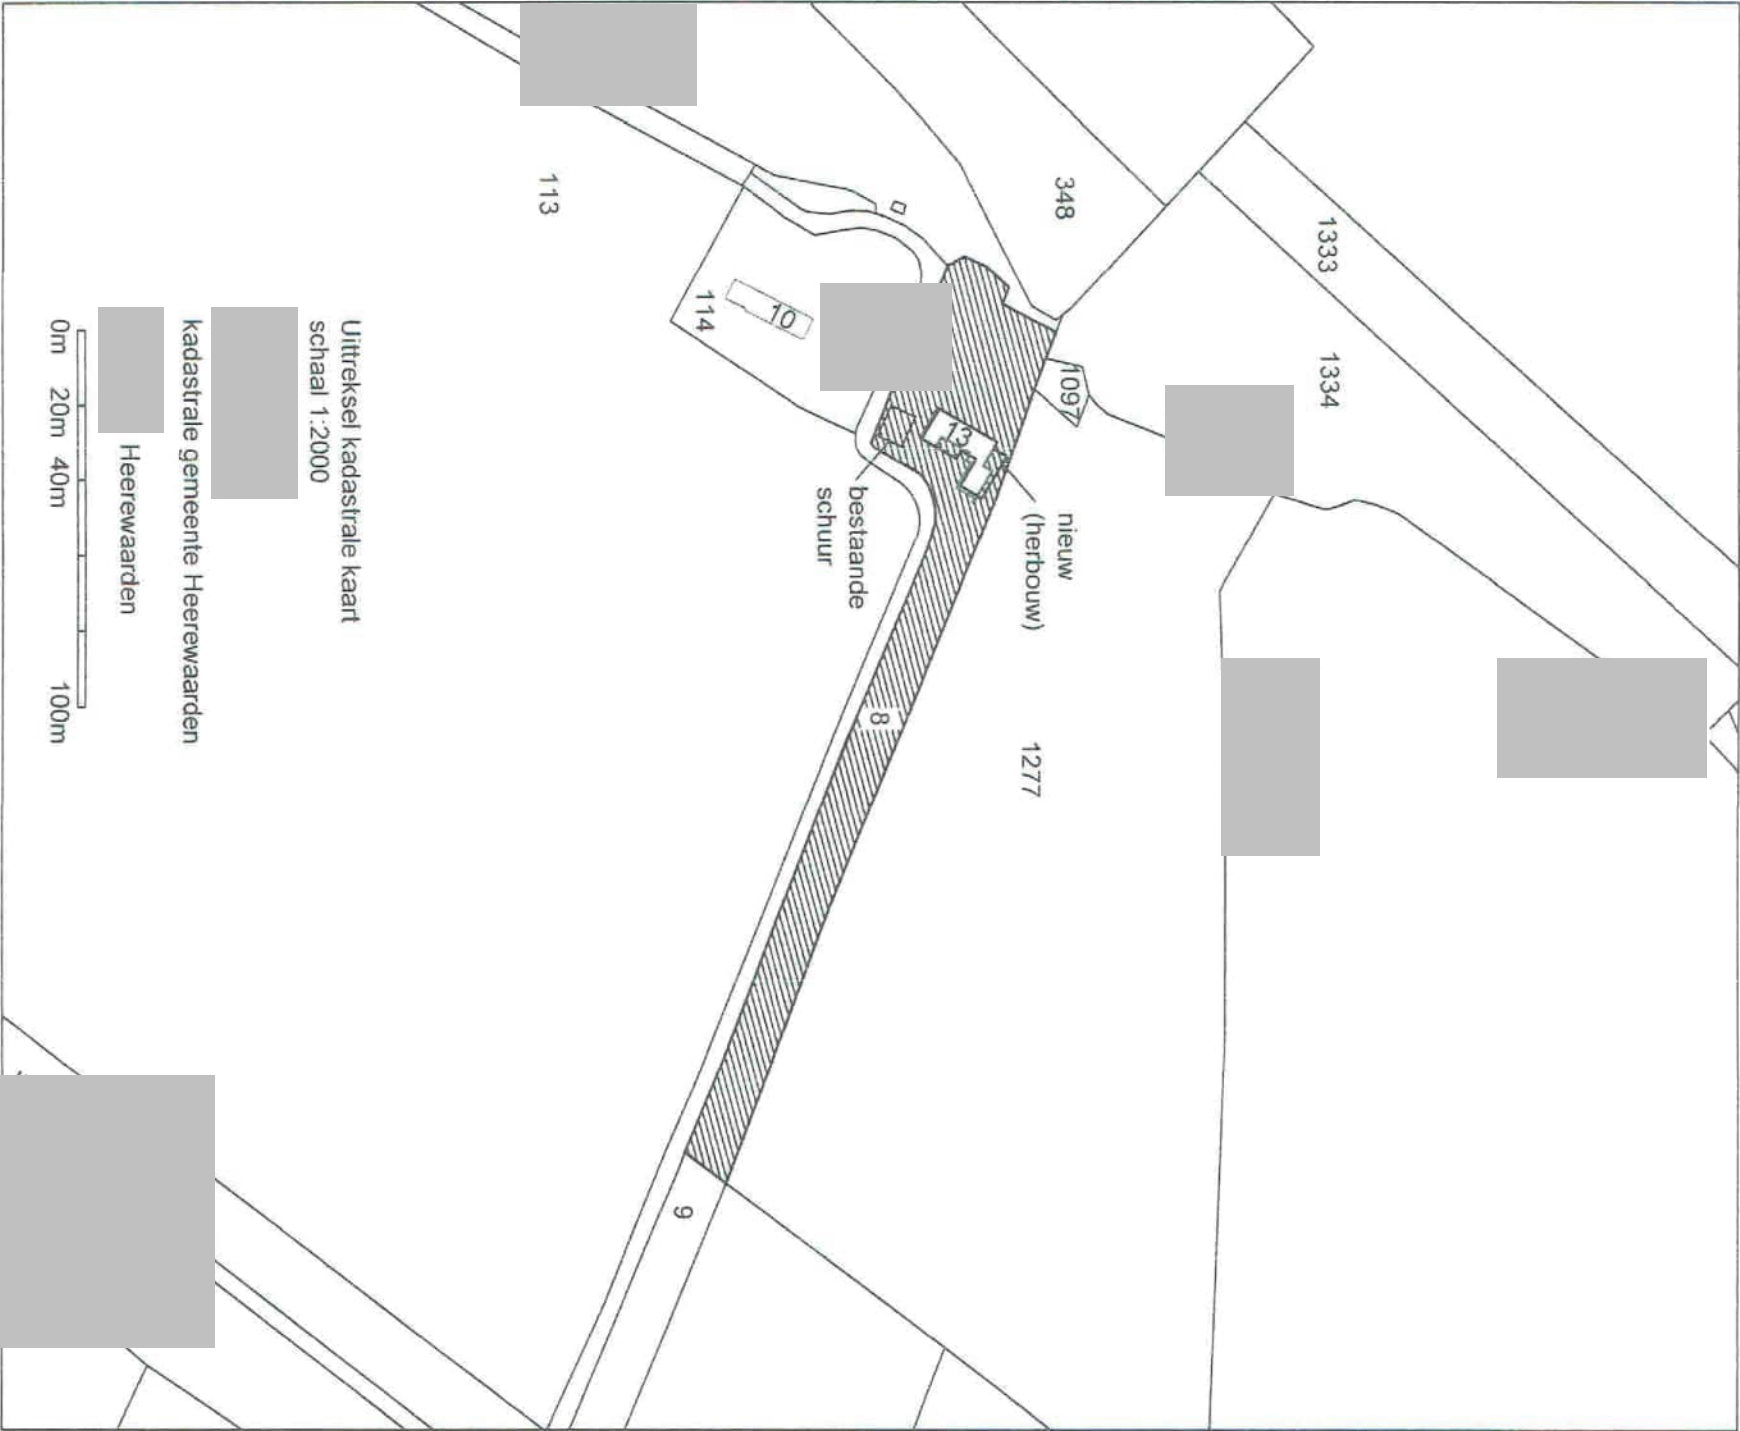 1333
1334
348
1097
nieuw
(herbouw)
1277
13
bestaande
schuur
8
9
10
114
113
Uittreksel kadastrale kaart
schaal 1:2000
kadastrale gemeente Heerewaarden
Heerewaarden
0m 20m 40m 100m